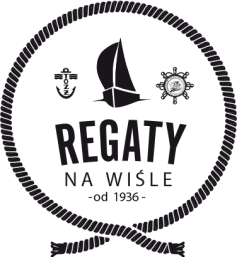 REGATY
NA WIŚLE
-od 1936-